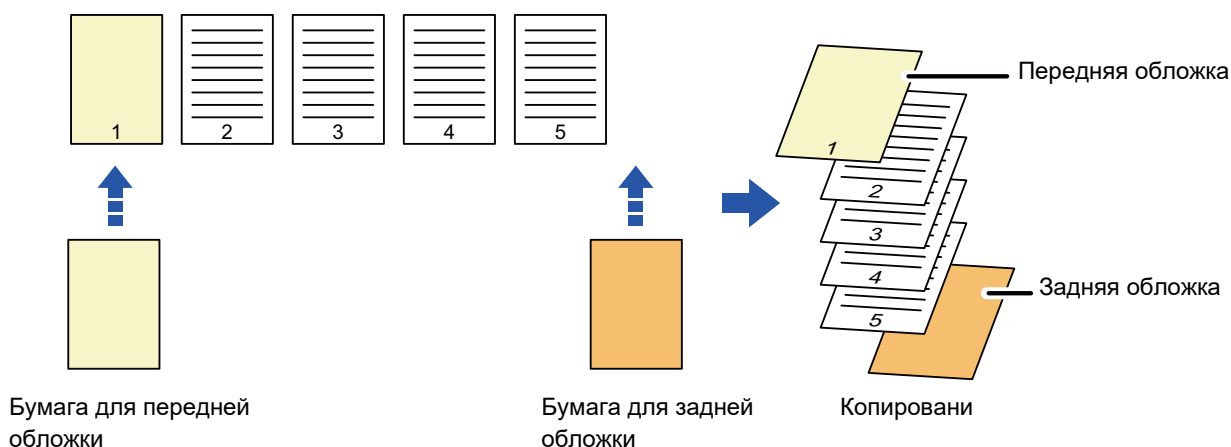 1
2
3
4
5
1
2
3
4
5
Передняя обложка
Задняя обложка
Бумага для передней
обложки
Бумага для задней
обложки
Копировани